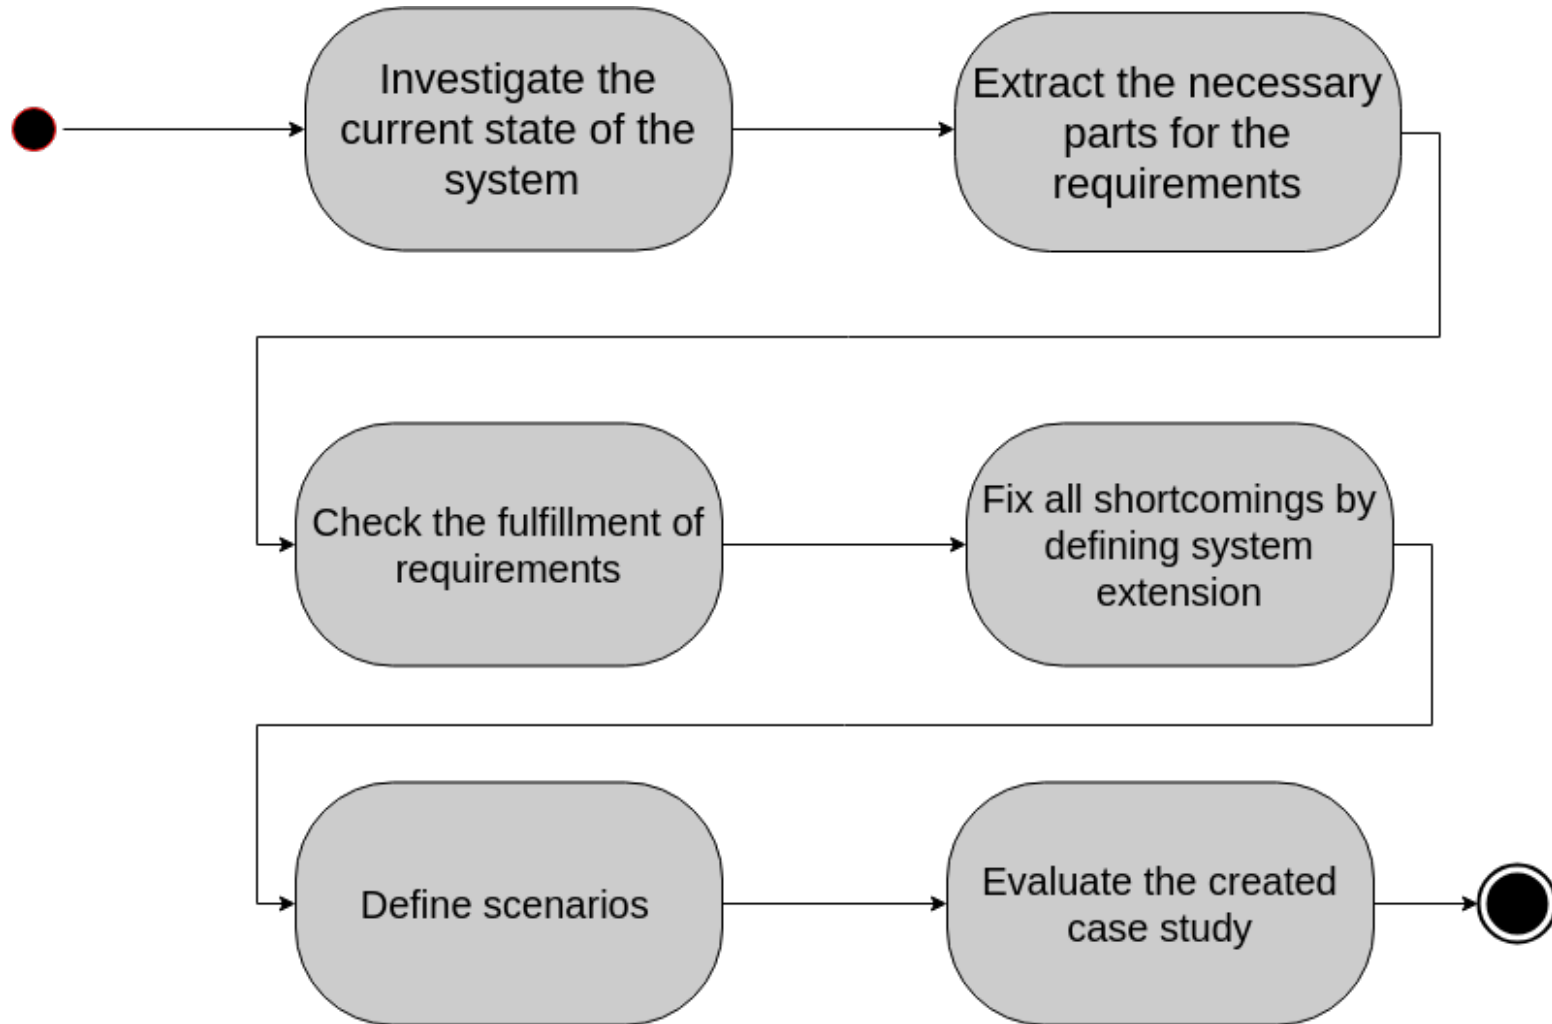 Investigate the
current state of the
system
Extract the necessary
parts for the
requirements
Check the fulfillment of
requirements
Fix all shortcomings by
defining system
extension
Define scenarios
Evaluate the created
case study